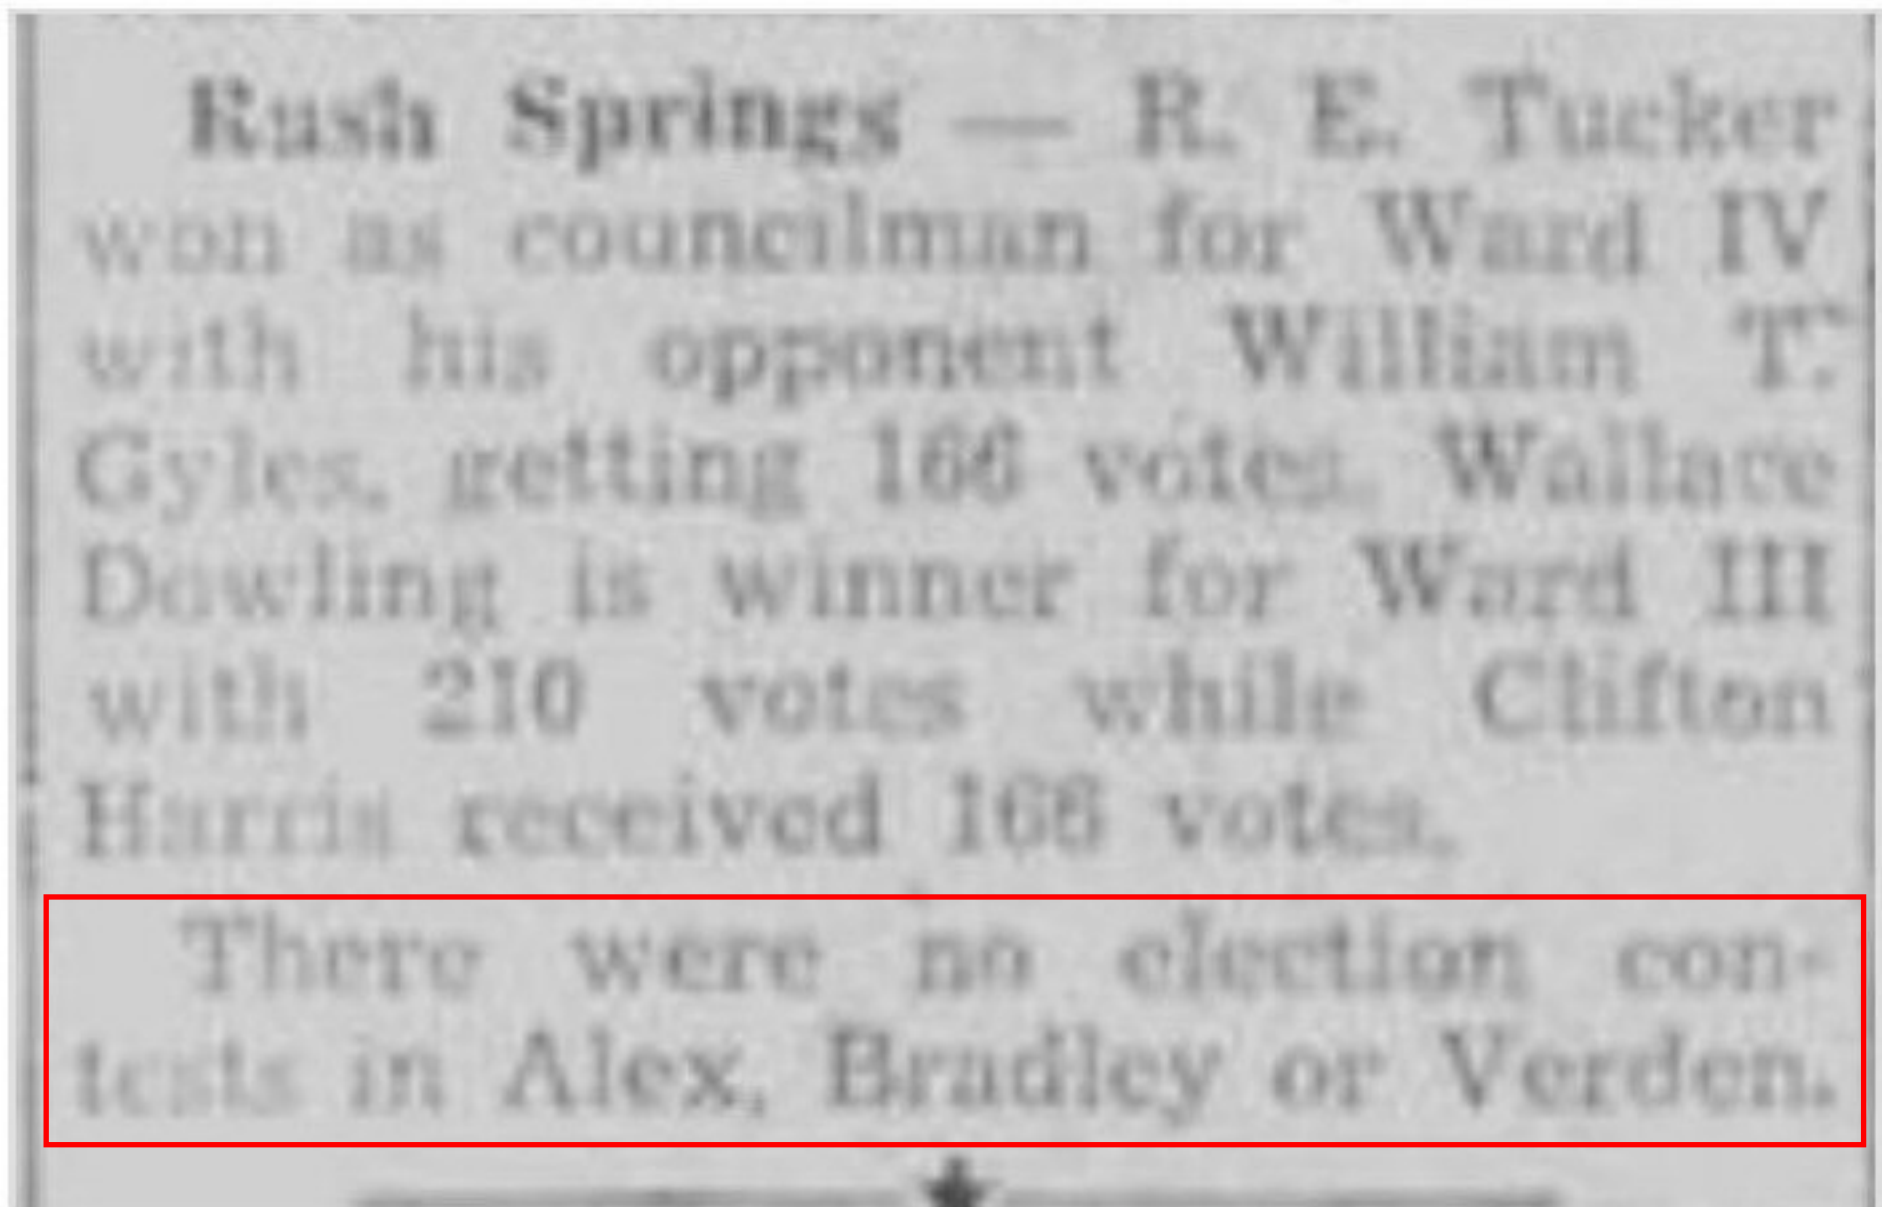 Rush Springs — R. E. Tucker
won as councilman for Ward IV
with his opponent William T.
Gyles, getting 166 votes. Wallace
Dowling is winner for Ward III
with 210 votes while Clifton
Harris received 166 votes.
There were no election con-
tests in Alex, Bradley or Verden.